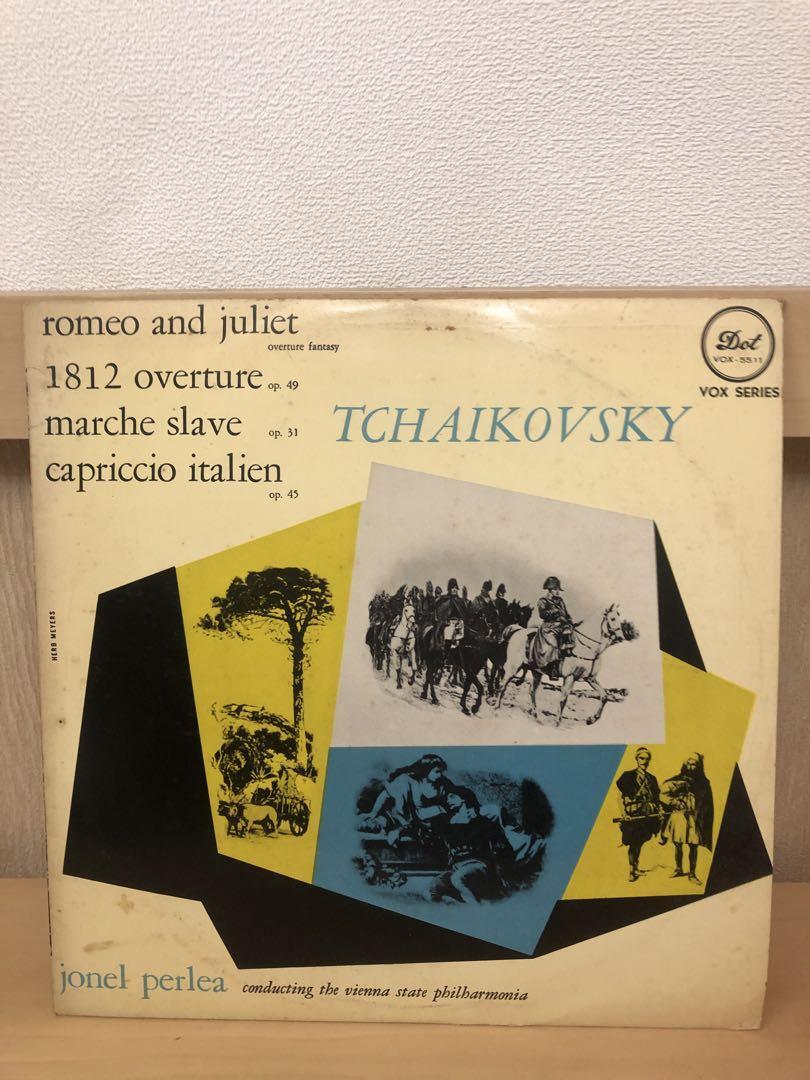 romeo and juliet
overture fantasy
1812 overture op. 49
marche slave op. 31
capriccio italien
op. 45
TCHAIKOVSKY
Dot
VOX-5511
VOX SERIES
HERB MEYERS
jonel perlea conducting the vienna state philharmonia